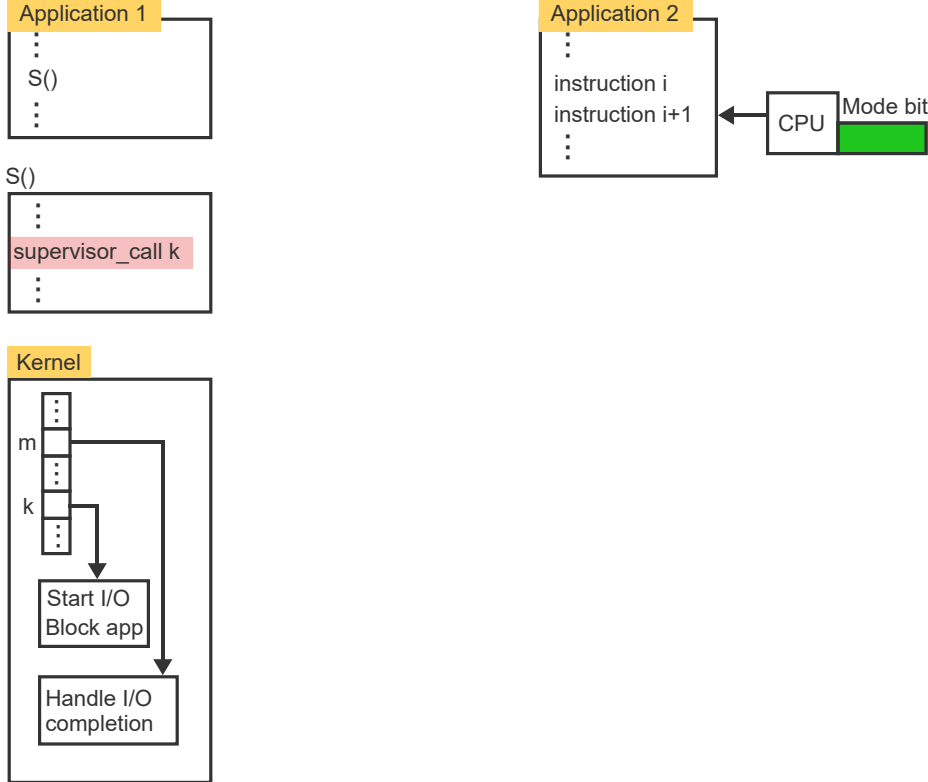 Application 1
S()
S()
supervisor_call k
Kernel
m
k
Start I/O
Block app
Handle I/O
completion
Application 2
instruction i
instruction i+1
CPU
Mode bit